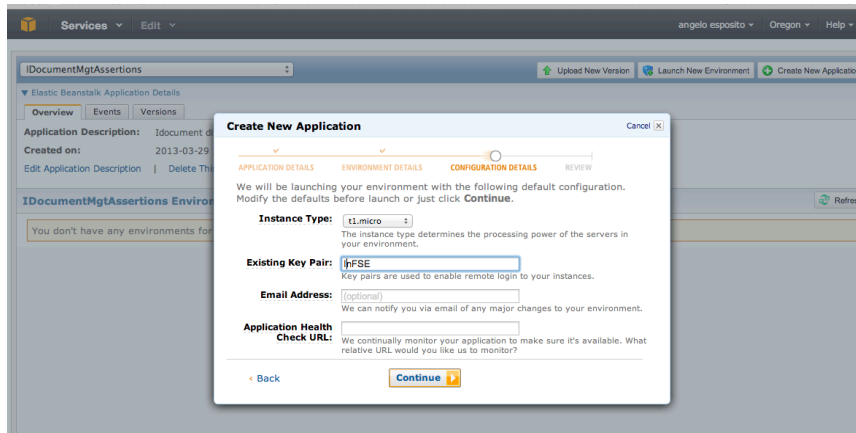 Services Edit angelo esposito Oregon Help
IDocumentMgtAssertions Upload New Version Launch New Environment Create New Applicatio
Elastic Beanstalk Application Details
Overview Events Versions
Application Description: Idocument di
Created on: 2013-03-29
Edit Application Description | Delete Thi
IDocumentMgtAssertions Enviror Refres
You don't have any environments for
Create New Application Cancel
APPLICATION DETAILS ENVIRONMENT DETAILS CONFIGURATION DETAILS REVIEW
We will be launching your environment with the following default configuration.
Modify the defaults before launch or just click Continue.
Instance Type: t1.micro
The instance type determines the processing power of the servers in
your environment.
Existing Key Pair: InFSE
Key pairs are used to enable remote login to your instances.
Email Address: (optional)
We can notify you via email of any major changes to your environment.
Application Health
Check URL:
We continually monitor your application to make sure it's available. What
relative URL would you like us to monitor?
‹ Back Continue